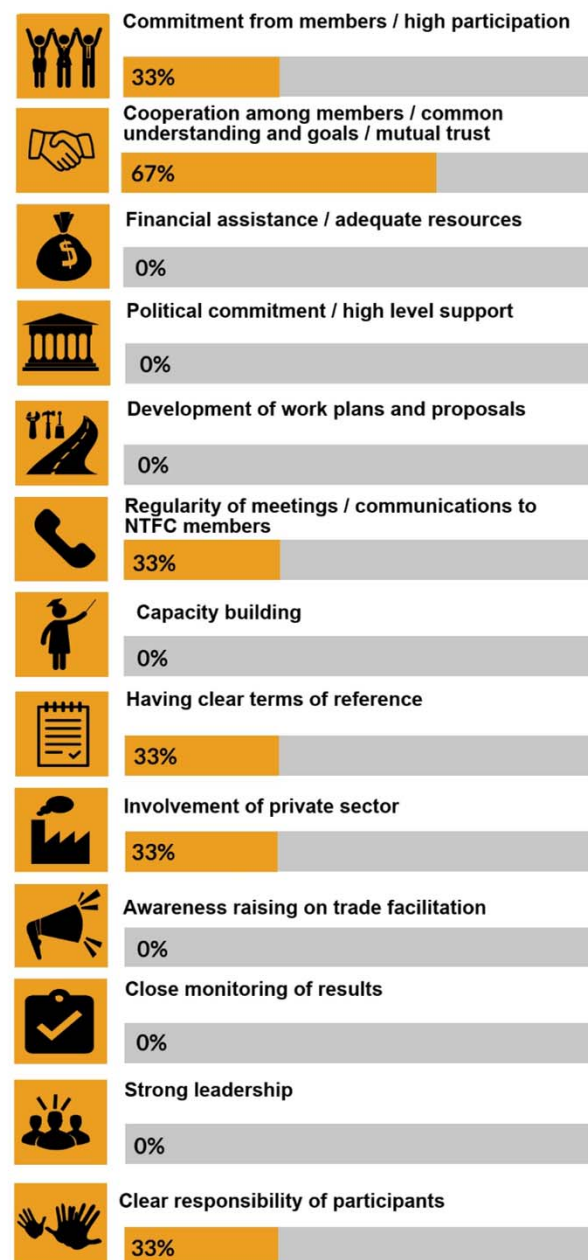 Commitment from members / high participation
33%
Cooperation among members / common
understanding and goals / mutual trust
67%
Financial assistance / adequate resources
0%
Political commitment / high level support
0%
Development of work plans and proposals
0%
Regularity of meetings / communications to
NTFC members
33%
Capacity building
0%
Having clear terms of reference
33%
Involvement of private sector
33%
Awareness raising on trade facilitation
0%
Close monitoring of results
0%
Strong leadership
0%
Clear responsibility of participants
33%